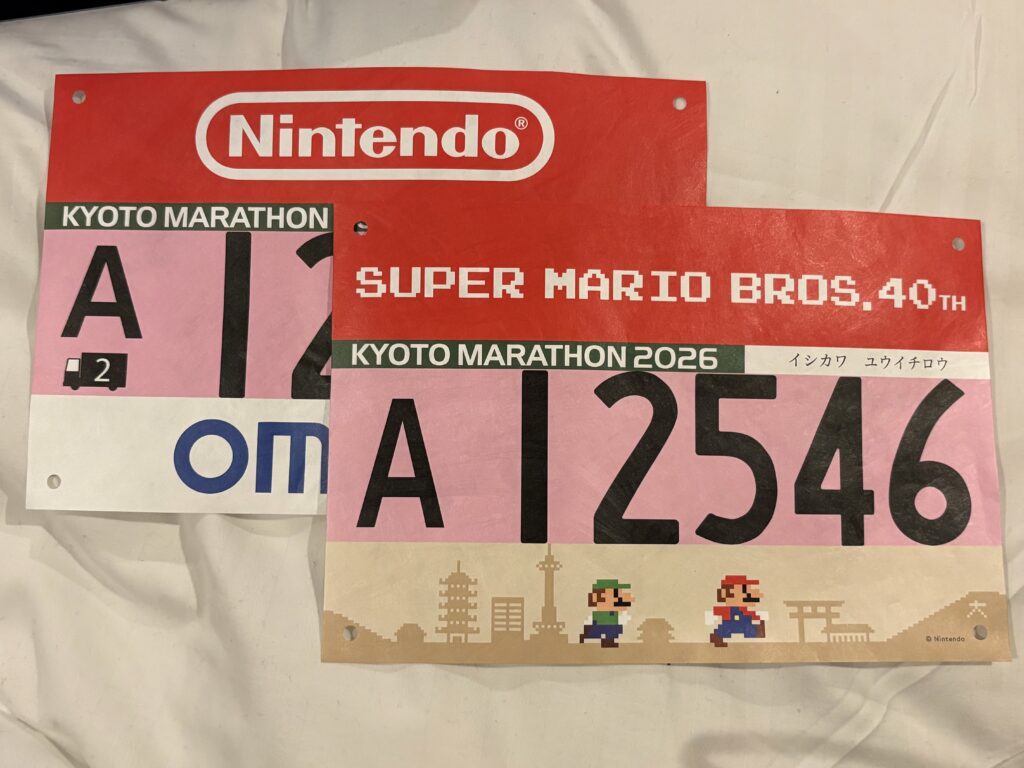 Nintendo®
KYOTO MARATHON
A 12
2
OM
SUPER MARIO BROS. 40TH
KYOTO MARATHON 2026
イシカワ ユウイチロウ
A 12546
大
© Nintendo